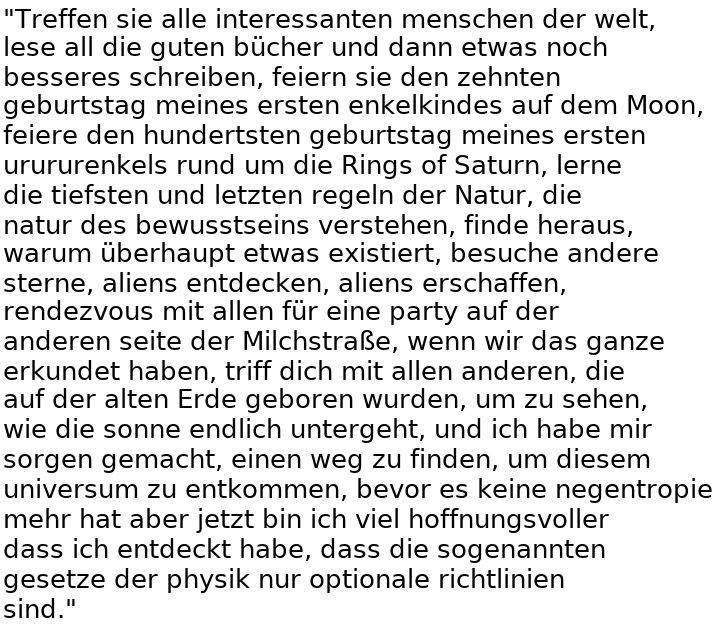 "Treffen sie alle interessanten menschen der welt,
lese all die guten bücher und dann etwas noch
besseres schreiben, feiern sie den zehnten
geburtstag meines ersten enkelkindes auf dem Moon,
feiere den hundertsten geburtstag meines ersten
urururenkels rund um die Rings of Saturn, lerne
die tiefsten und letzten regeln der Natur, die
natur des bewusstseins verstehen, finde heraus,
warum überhaupt etwas existiert, besuche andere
sterne, aliens entdecken, aliens erschaffen,
rendezvous mit allen für eine party auf der
anderen seite der Milchstraße, wenn wir das ganze
erkundet haben, triff dich mit allen anderen, die
auf der alten Erde geboren wurden, um zu sehen,
wie die sonne endlich untergeht, und ich habe mir
sorgen gemacht, einen weg zu finden, um diesem
universum zu entkommen, bevor es keine negentropie
mehr hat aber jetzt bin ich viel hoffnungsvoller
dass ich entdeckt habe, dass die sogenannten
gesetze der physik nur optionale richtlinien
sind."